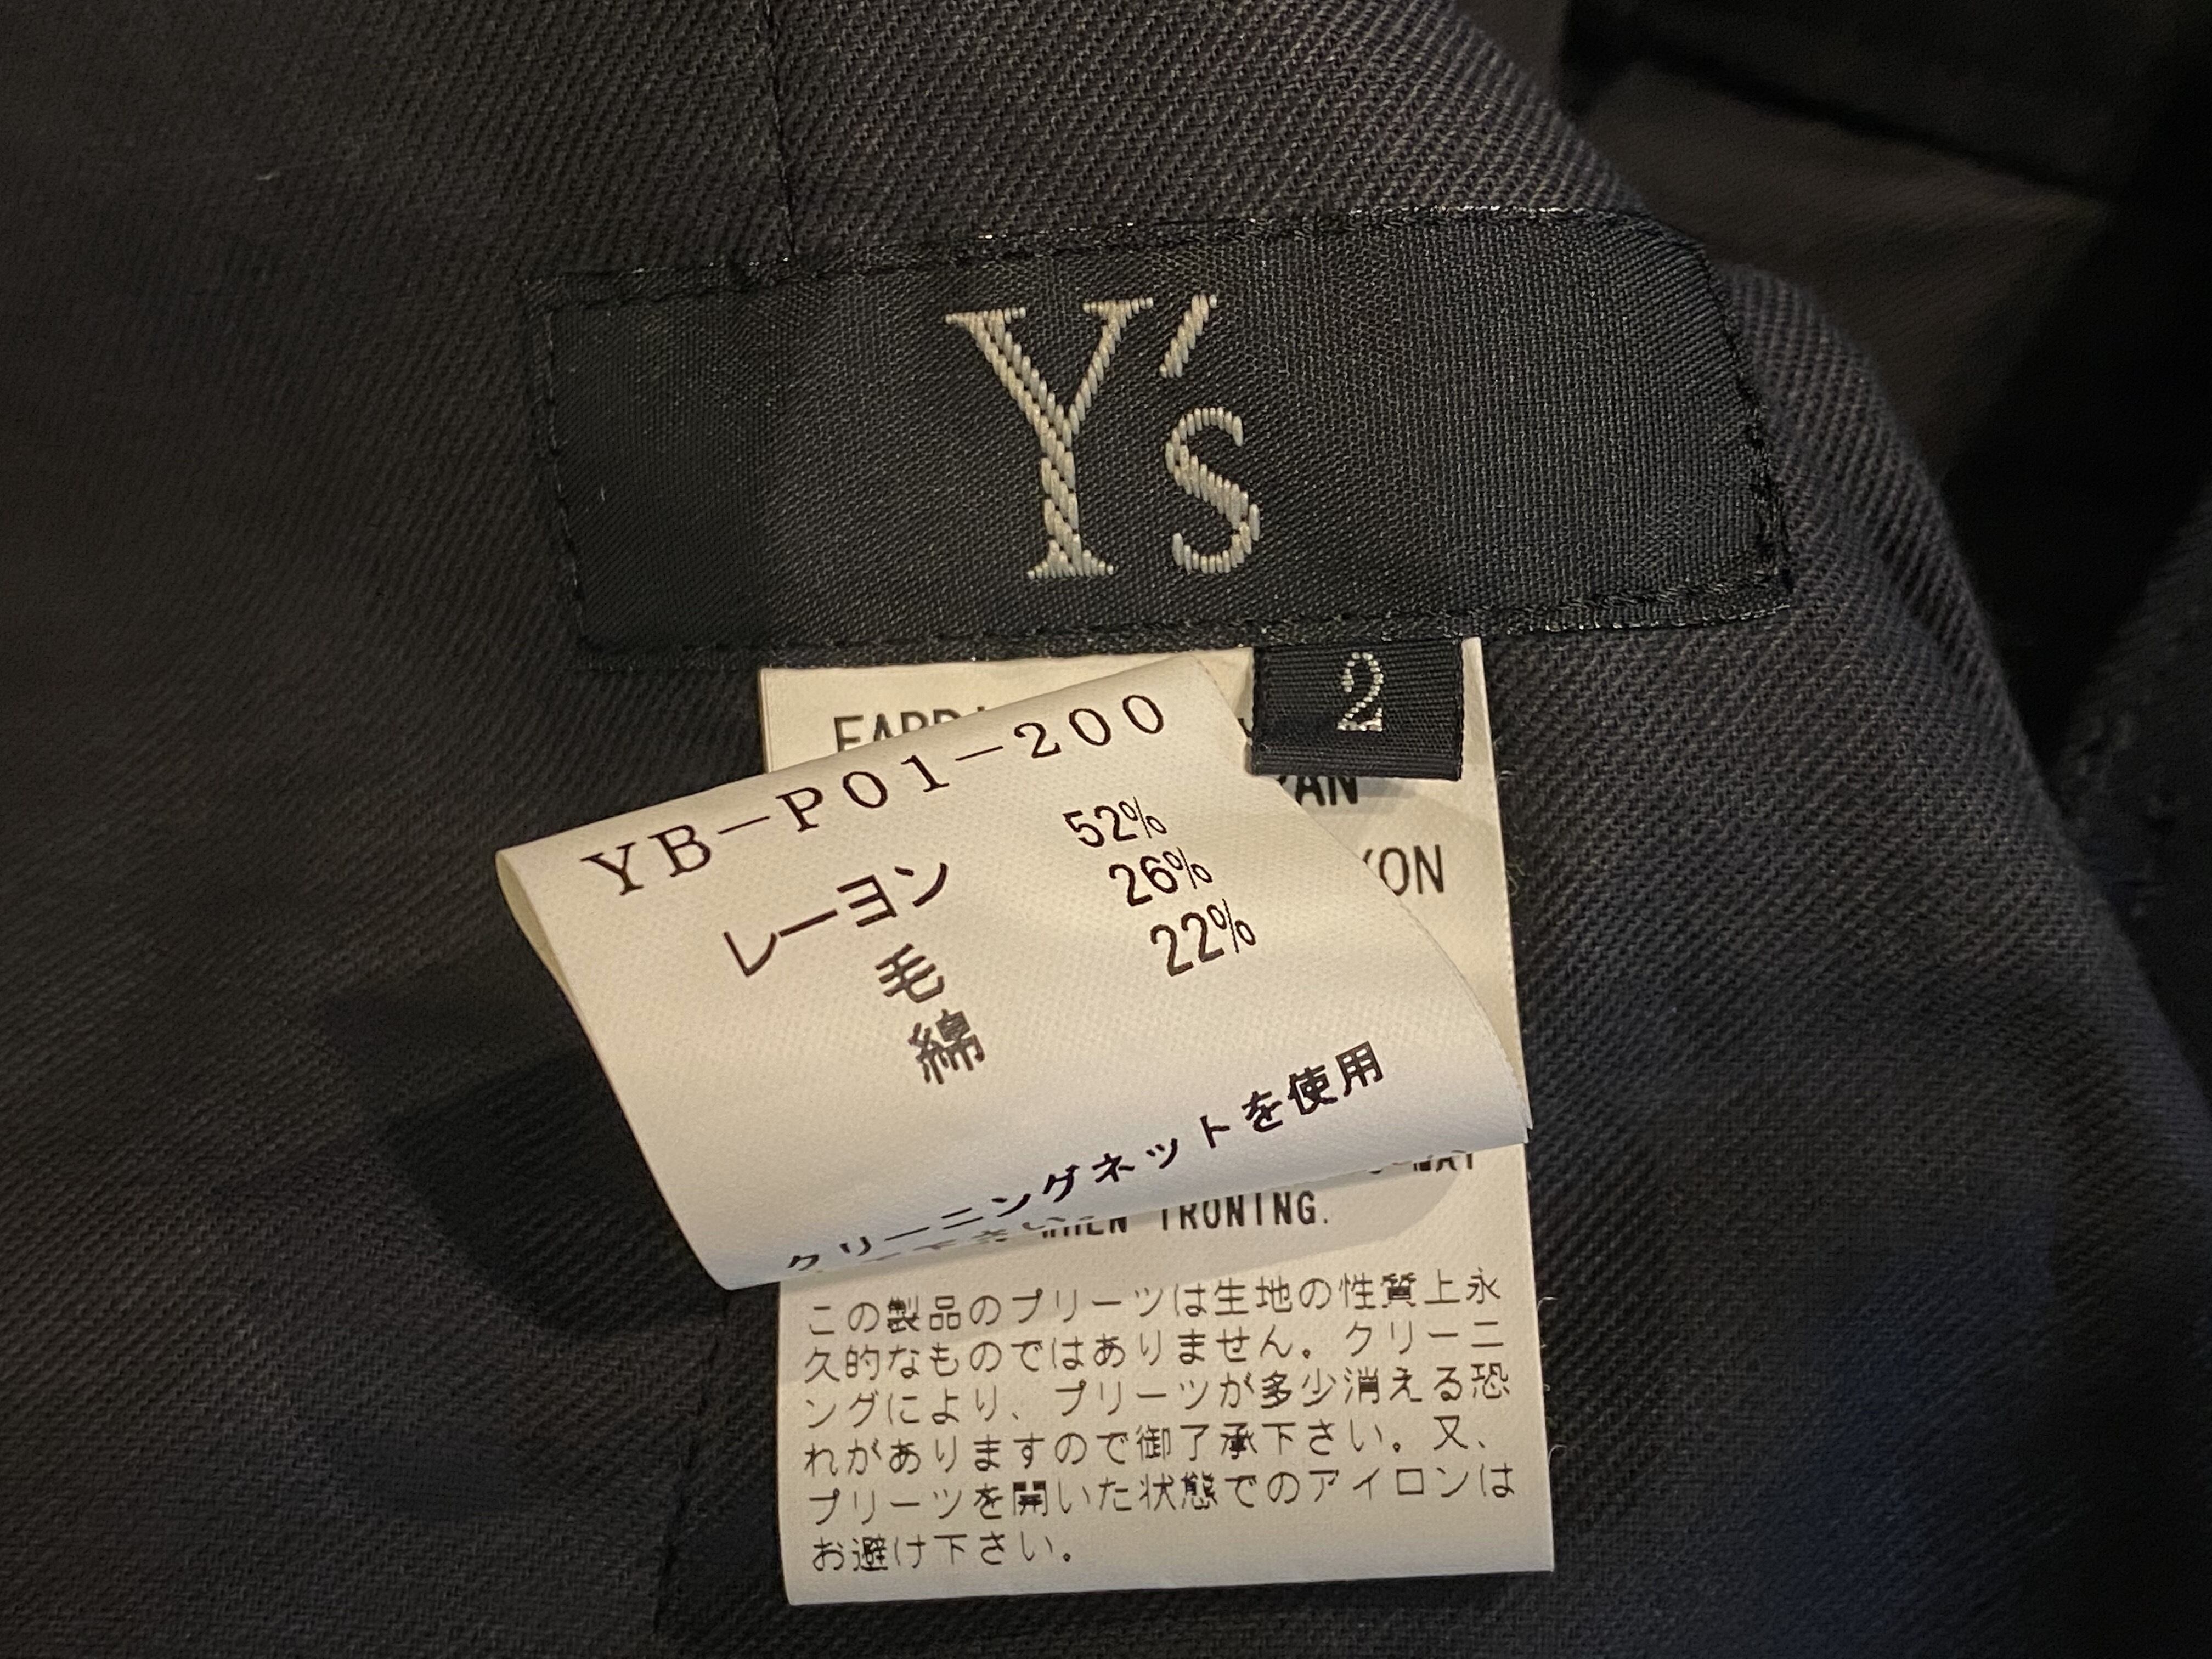 Y's
2
YB-P01-200
レーヨン 52%
毛 26%
綿 22%
クリーニングネットを使用
IRONING.
この製品のプリーツは生地の性質上永
久的なものではありません。クリーニ
ングにより、プリーツが多少消える恐
れがありますので御了承下さい。又、
プリーツを開いた状態でのアイロンは
お避け下さい。